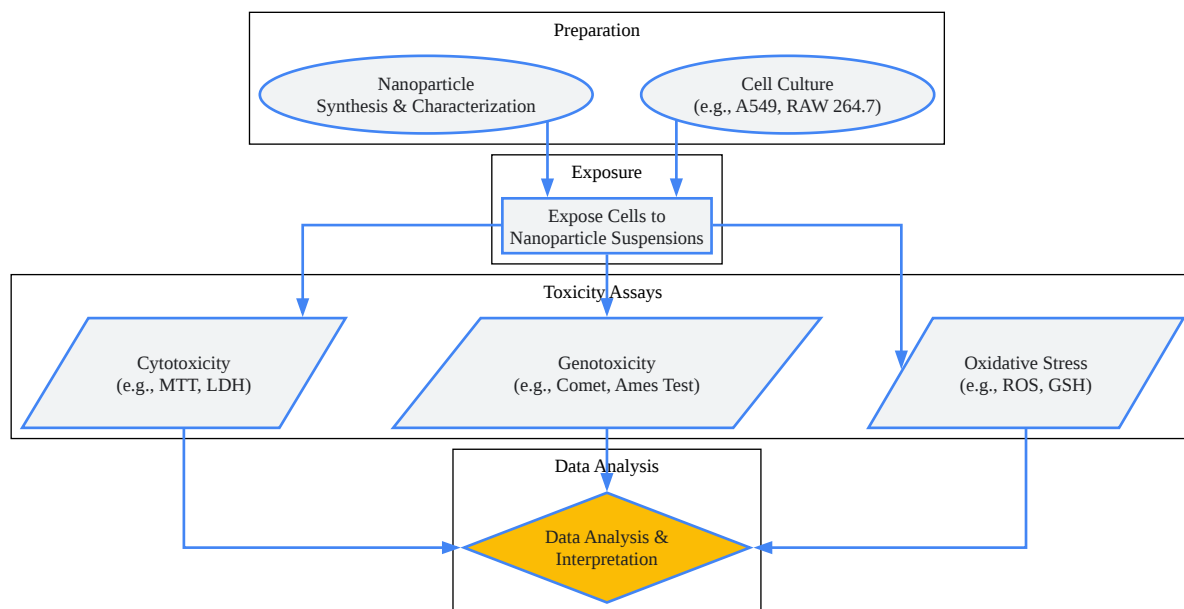 Preparation
Nanoparticle
Synthesis & Characterization
Cell Culture
(e.g., A549, RAW 264.7)
Exposure
Expose Cells to
Nanoparticle Suspensions
Toxicity Assays
Cytotoxicity
(e.g., MTT, LDH)
Genotoxicity
(e.g., Comet, Ames Test)
Oxidative Stress
(e.g., ROS, GSH)
Data Analysis
Data Analysis &
Interpretation